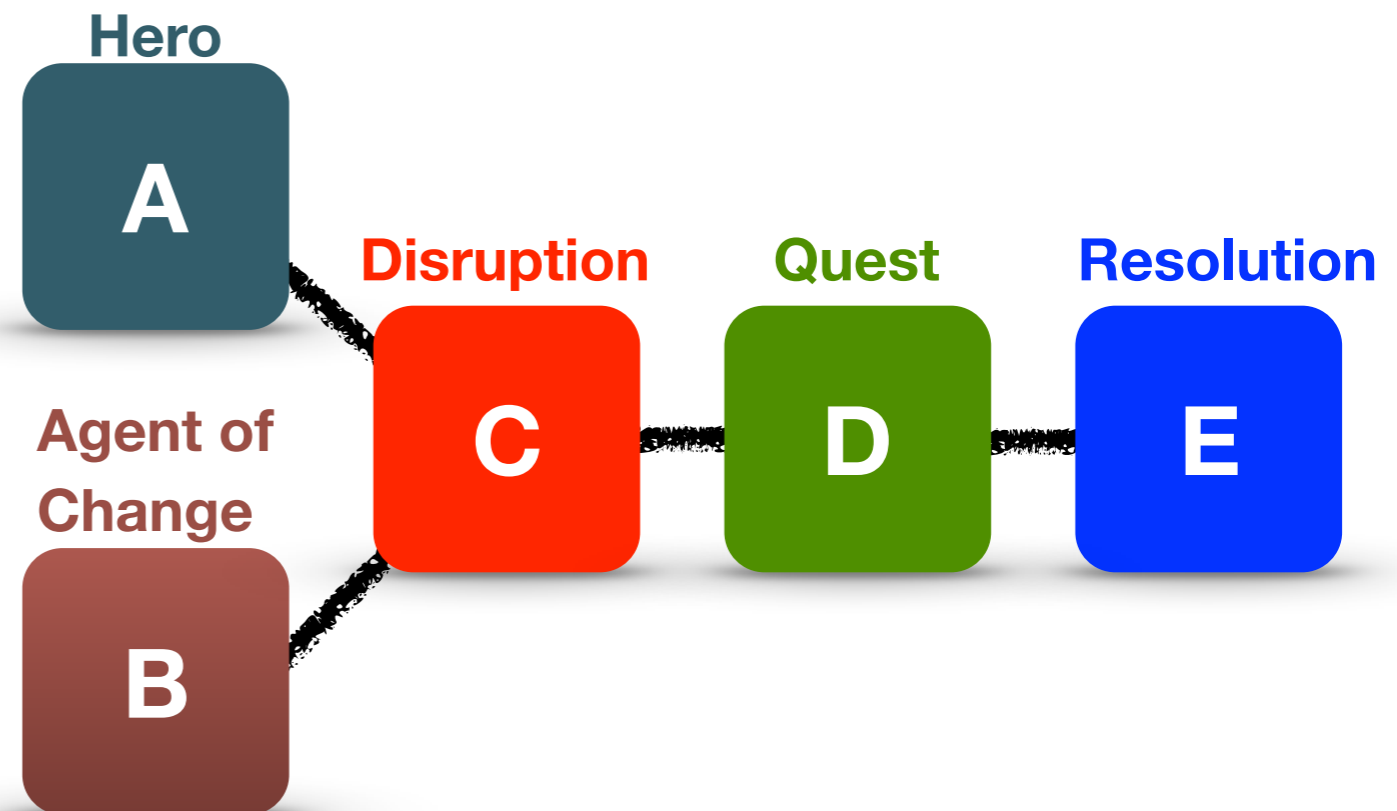 Hero
A
Agent of
Change
B
Disruption
C
Quest
D
Resolution
E